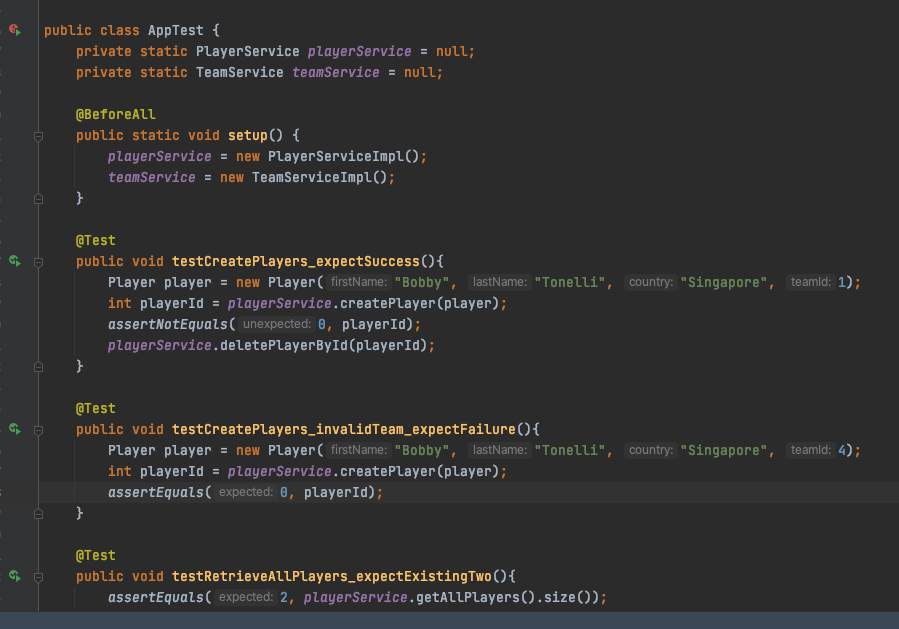 public class AppTest {
private static PlayerService playerService = null;
private static TeamService teamService = null;
@BeforeAll
public static void setup() {
playerService = new PlayerServiceImpl();
teamService = new TeamServiceImpl();
}
@Test
public void testCreatePlayers_expectSuccess(){
Player player = new Player( firstName: "Bobby", lastName: "Tonelli", country: "Singapore", teamId: 1);
int playerId = playerService.createPlayer(player);
assertNotEquals( unexpected: 0, playerId);
playerService.deletePlayerById(playerId);
}
@Test
public void testCreatePlayers_invalidTeam_expectFailure(){
Player player = new Player( firstName: "Bobby", lastName: "Tonelli", country: "Singapore", teamId: 4);
int playerId = playerService.createPlayer(player);
assertEquals( expected: 0, playerId);
}
@Test
public void testRetrieveAllPlayers_expectExistingTwo(){
assertEquals( expected: 2, playerService.getAllPlayers().size());